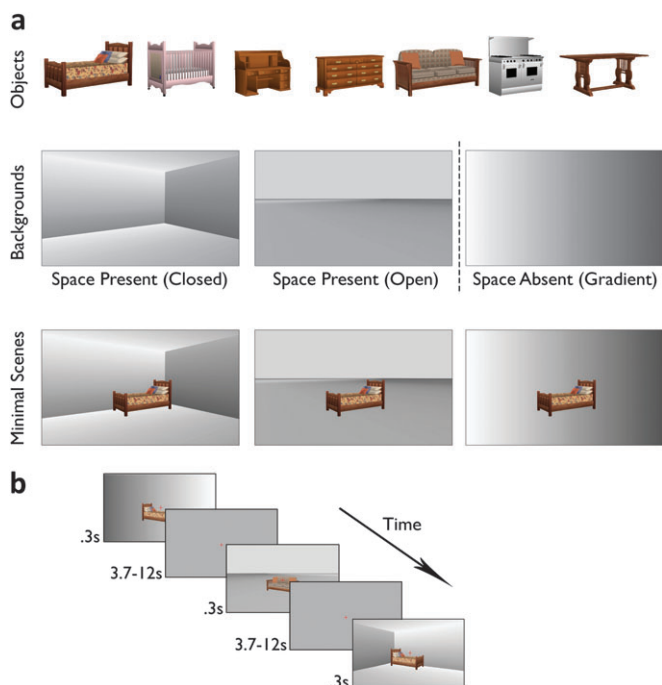 a
Objects
Backgrounds
Space Present (Closed)
Space Present (Open)
Space Absent (Gradient)
Minimal Scenes
b
.3s
3.7-12s
.3s
3.7-12s
.3s
Time